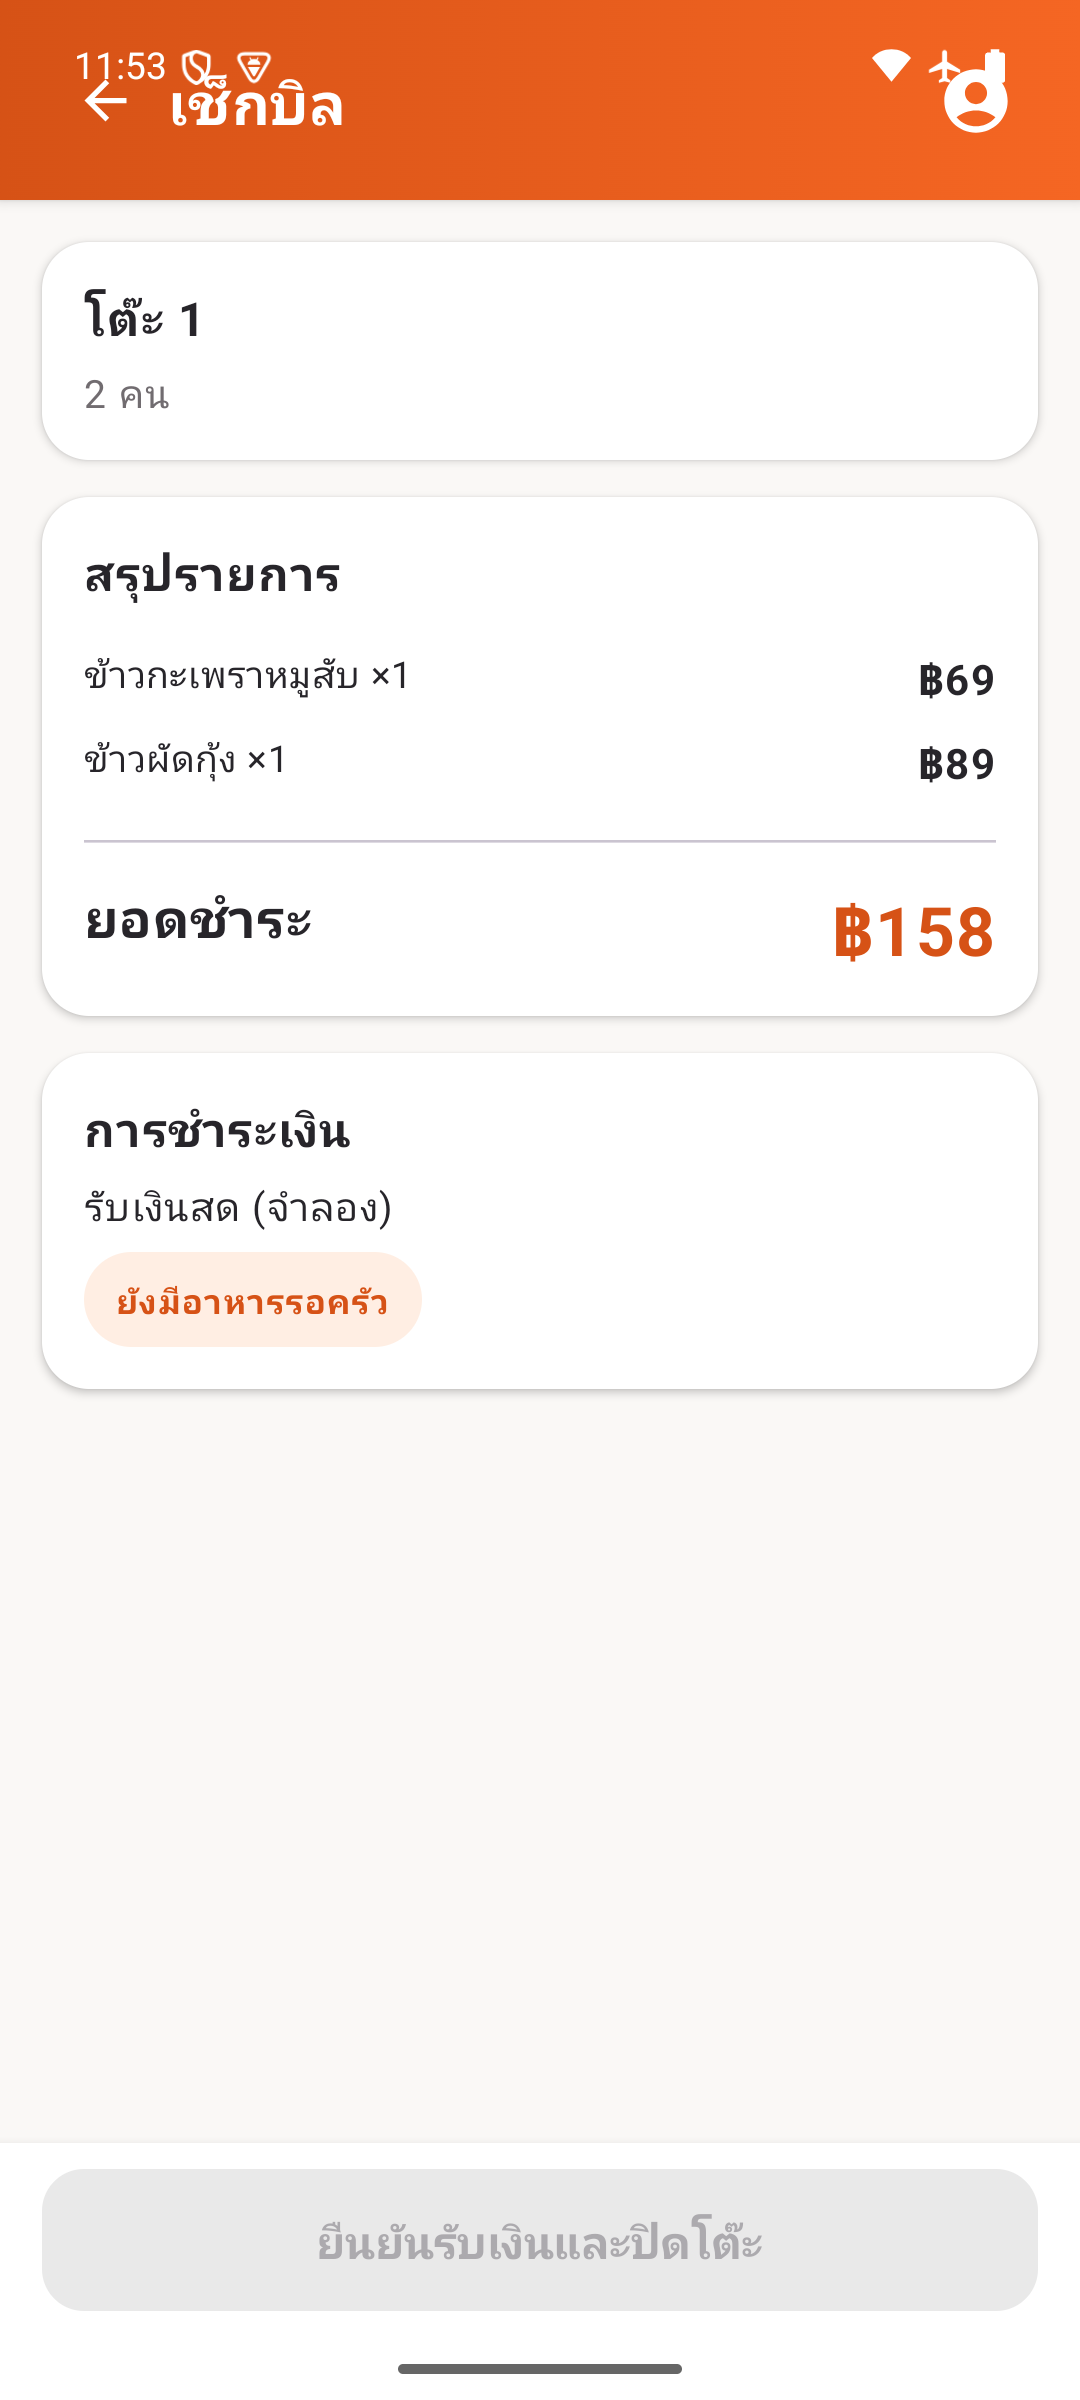 11:53
เช็กบิล
โต๊ะ 1
2 คน
สรุปรายการ
ข้าวกะเพราหมูสับ ×1 ฿69
ข้าวผัดกุ้ง ×1 ฿89
ยอดชำระ ฿158
การชำระเงิน
รับเงินสด (จำลอง)
ยังมีอาหารรอครัว
ยืนยันรับเงินและปิดโต๊ะ